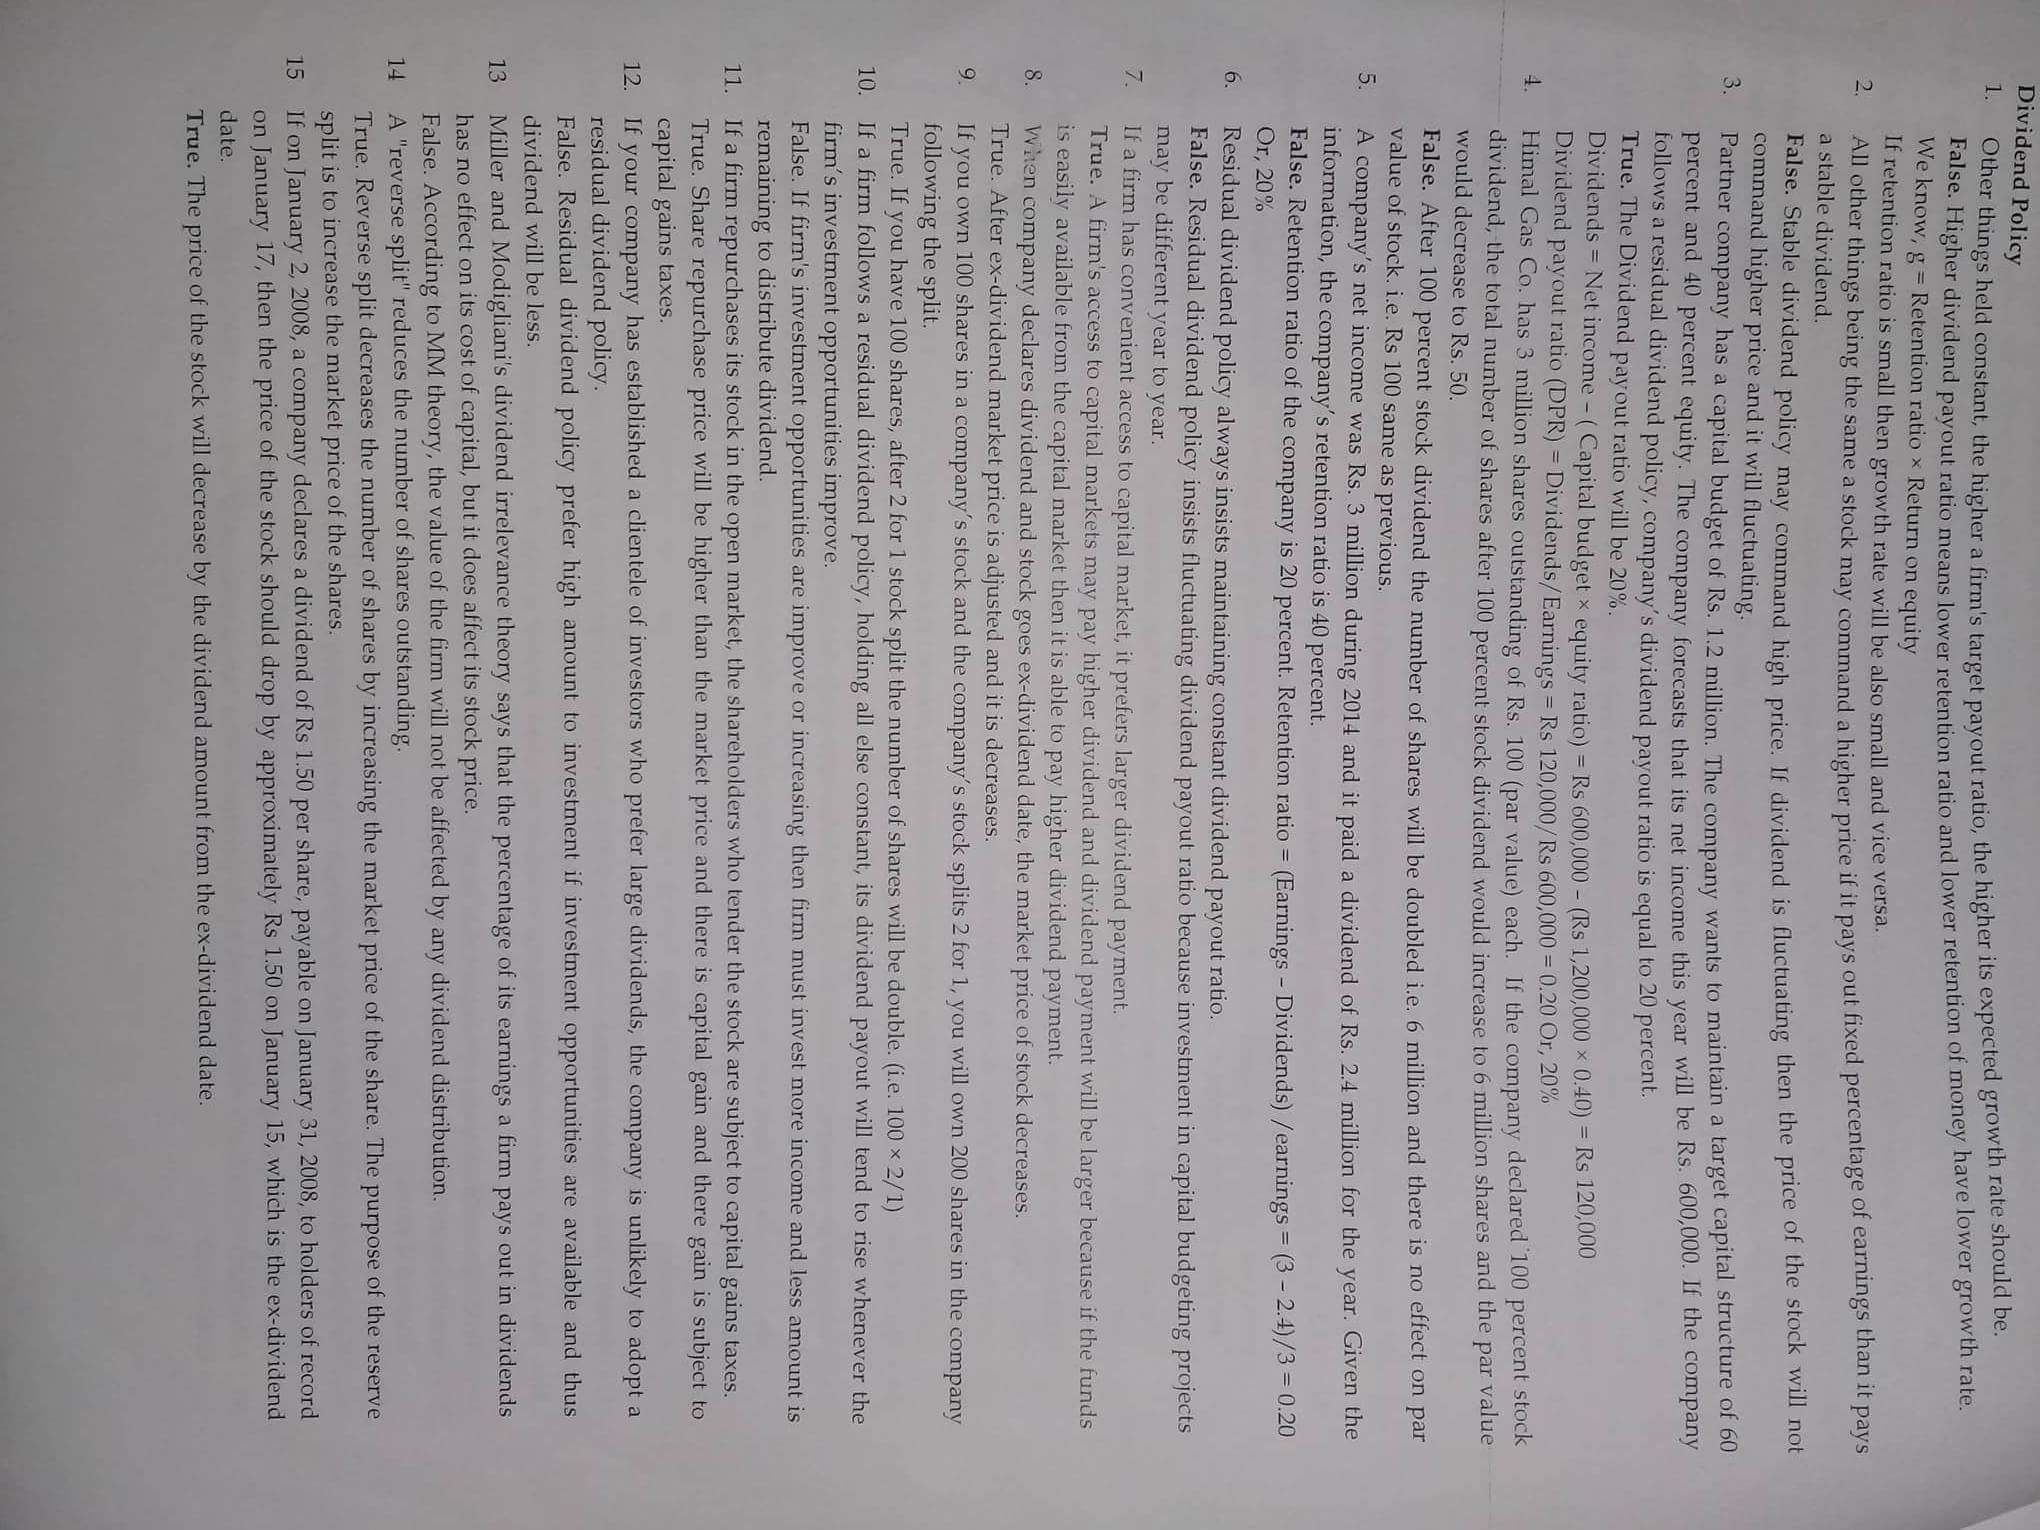 Dividend Policy
1. Other things held constant, the higher a firm's target payout ratio, the higher its expected growth rate should be.
False. Higher dividend payout ratio means lower retention ratio and lower retention of money have lower growth rate.
We know, g = Retention ratio × Return on equity
If retention ratio is small then growth rate will be also small and vice versa.
2. All other things being the same a stock may command a higher price if it pays out fixed percentage of earnings than it pays
a stable dividend.
False. Stable dividend policy may command high price. If dividend is fluctuating then the price of the stock will not
command higher price and it will fluctuating.
3. Partner company has a capital budget of Rs. 1.2 million. The company wants to maintain a target capital structure of 60
percent and 40 percent equity. The company forecasts that its net income this year will be Rs. 600,000. If the company
follows a residual dividend policy, company's dividend payout ratio is equal to 20 percent.
True. The Dividend payout ratio will be 20%.
Dividends = Net income – ( Capital budget × equity ratio) = Rs 600,000 – (Rs 1,200,000 × 0.40) = Rs 120,000
Dividend payout ratio (DPR) = Dividends/Earnings = Rs 120,000/Rs 600,000 = 0.20 Or, 20%
4. Himal Gas Co. has 3 million shares outstanding of Rs. 100 (par value) each. If the company declared 100 percent stock
dividend, the total number of shares after 100 percent stock dividend would increase to 6 million shares and the par value
would decrease to Rs. 50.
False. After 100 percent stock dividend the number of shares will be doubled i.e. 6 million and there is no effect on par
value of stock. i.e. Rs 100 same as previous.
5. A company's net income was Rs. 3 million during 2014 and it paid a dividend of Rs. 2.4 million for the year. Given the
information, the company's retention ratio is 40 percent.
False. Retention ratio of the company is 20 percent. Retention ratio = (Earnings – Dividends) /earnings = (3 – 2.4)/3 = 0.20
Or, 20%
6. Residual dividend policy always insists maintaining constant dividend payout ratio.
False. Residual dividend policy insists fluctuating dividend payout ratio because investment in capital budgeting projects
may be different year to year.
7. If a firm has convenient access to capital market, it prefers larger dividend payment.
True. A firm's access to capital markets may pay higher dividend and dividend payment will be larger because if the funds
is easily available from the capital market then it is able to pay higher dividend payment.
8. When company declares dividend and stock goes ex-dividend date, the market price of stock decreases.
True. After ex-dividend market price is adjusted and it is decreases.
9. If you own 100 shares in a company's stock and the company's stock splits 2 for 1, you will own 200 shares in the company
following the split.
True. If you have 100 shares, after 2 for 1 stock split the number of shares will be double. (i.e. 100 × 2/1)
10. If a firm follows a residual dividend policy, holding all else constant, its dividend payout will tend to rise whenever the
firm's investment opportunities improve.
False. If firm's investment opportunities are improve or increasing then firm must invest more income and less amount is
remaining to distribute dividend.
11. If a firm repurchases its stock in the open market, the shareholders who tender the stock are subject to capital gains taxes.
True. Share repurchase price will be higher than the market price and there is capital gain and there gain is subject to
capital gains taxes.
12. If your company has established a clientele of investors who prefer large dividends, the company is unlikely to adopt a
residual dividend policy.
False. Residual dividend policy prefer high amount to investment if investment opportunities are available and thus
dividend will be less.
13 Miller and Modigliani's dividend irrelevance theory says that the percentage of its earnings a firm pays out in dividends
has no effect on its cost of capital, but it does affect its stock price.
False. According to MM theory, the value of the firm will not be affected by any dividend distribution.
14 A "reverse split" reduces the number of shares outstanding.
True. Reverse split decreases the number of shares by increasing the market price of the share. The purpose of the reserve
split is to increase the market price of the shares.
15 If on January 2, 2008, a company declares a dividend of Rs 1.50 per share, payable on January 31, 2008, to holders of record
on January 17, then the price of the stock should drop by approximately Rs 1.50 on January 15, which is the ex-dividend
date.
True. The price of the stock will decrease by the dividend amount from the ex-dividend date.